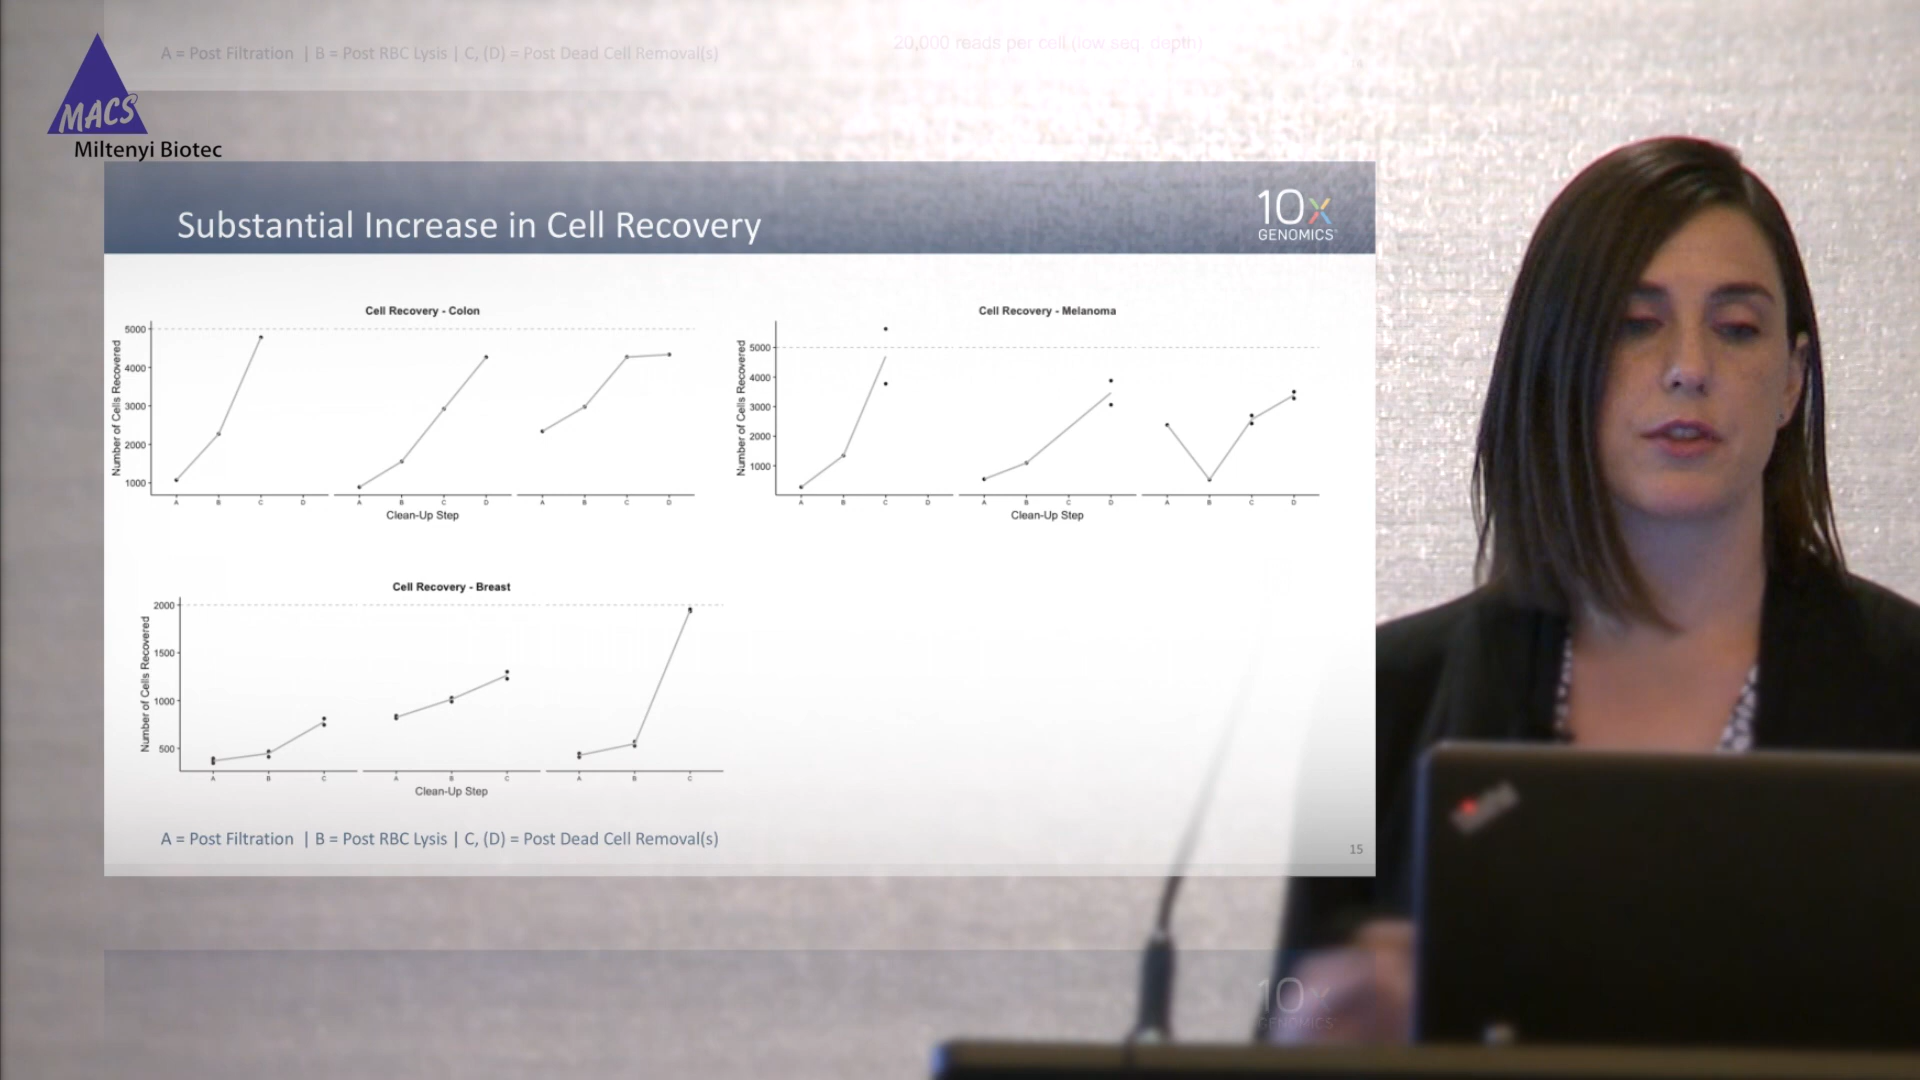 A = Post Filtration | B = Post RBC Lysis | C, (D) = Post Dead Cell Removal(s)
20,000 reads per cell (low seq. depth)
MACS
Miltenyi Biotec
Substantial Increase in Cell Recovery
10x
GENOMICS
Cell Recovery - Colon
Number of Cells Recovered
5000
4000
3000
2000
1000
A B C D A B C D A B C D
Clean-Up Step
Cell Recovery - Melanoma
Number of Cells Recovered
5000
4000
3000
2000
1000
A B C D A B C D A B C D
Clean-Up Step
Cell Recovery - Breast
Number of Cells Recovered
2000
1500
1000
500
A B C A B C A B C
Clean-Up Step
A = Post Filtration | B = Post RBC Lysis | C, (D) = Post Dead Cell Removal(s)
15
10x
GENOMICS